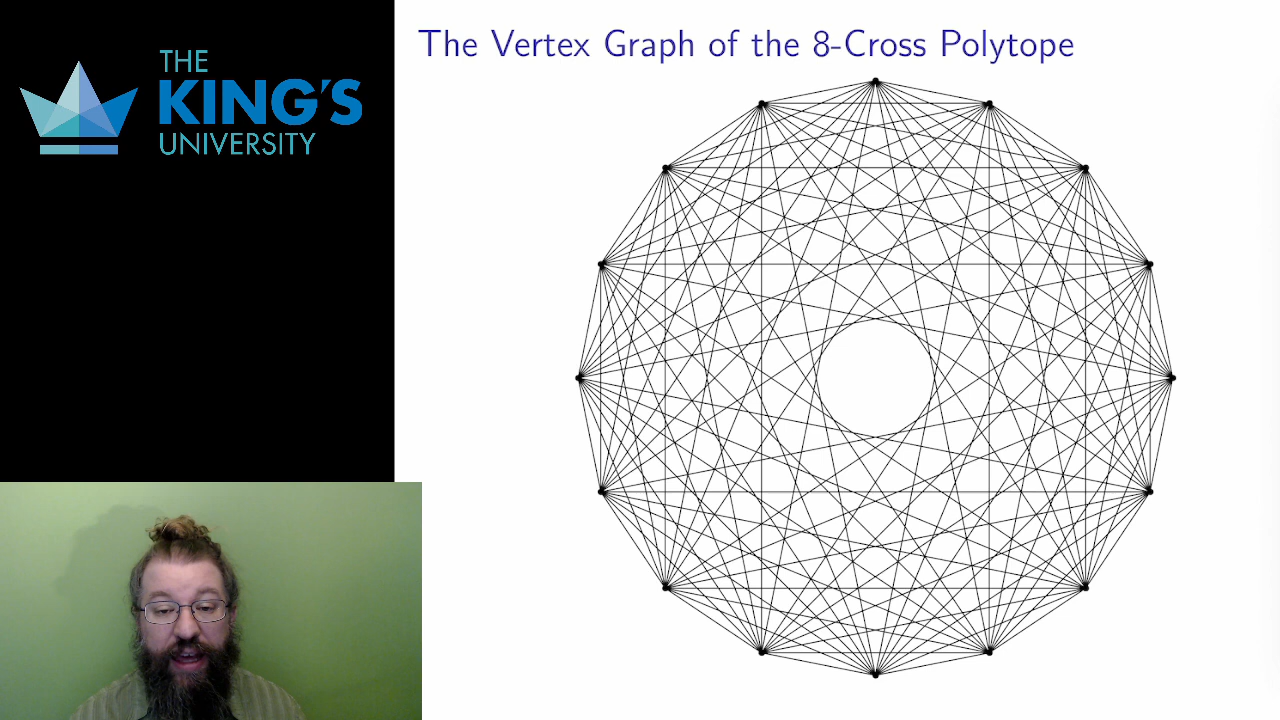 THE
KING'S
UNIVERSITY
The Vertex Graph of the 8-Cross Polytope